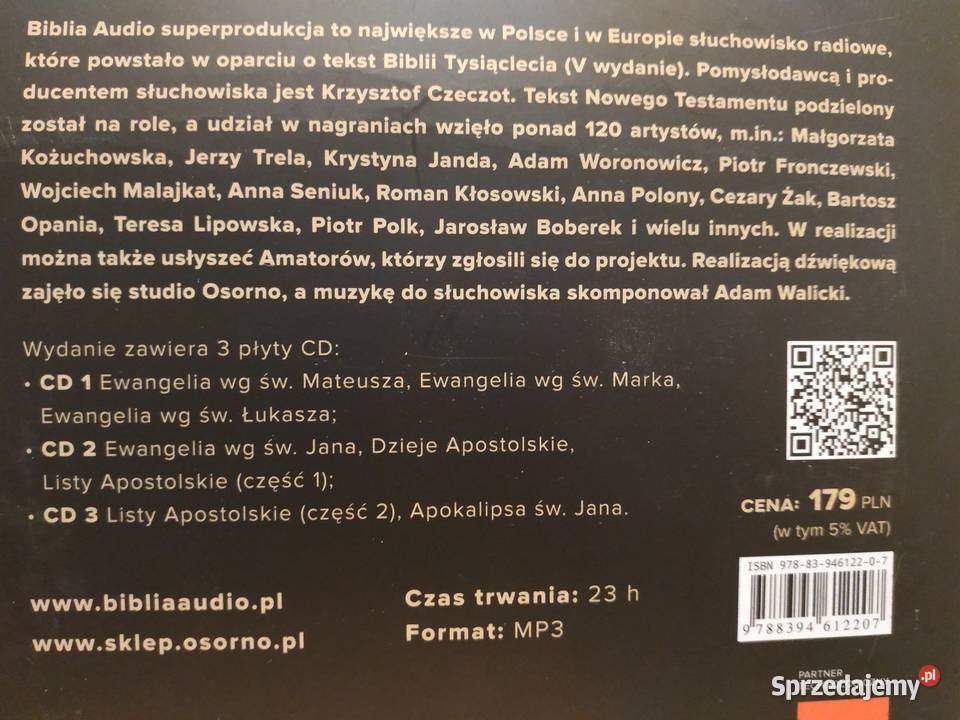 Biblia Audio superprodukcja to największe w Polsce i w Europie słuchowisko radiowe,
które powstało w oparciu o tekst Biblii Tysiąclecia (V wydanie). Pomysłodawcą i pro-
ducentem słuchowiska jest Krzysztof Czeczot. Tekst Nowego Testamentu podzielony
został na role, a udział w nagraniach wzięło ponad 120 artystów, m.in.: Małgorzata
Kożuchowska, Jerzy Trela, Krystyna Janda, Adam Woronowicz, Piotr Fronczewski,
Wojciech Malajkat, Anna Seniuk, Roman Kłosowski, Anna Polony, Cezary Żak, Bartosz
Opania, Teresa Lipowska, Piotr Polk, Jarosław Boberek i wielu innych. W realizacji
można także usłyszeć Amatorów, którzy zgłosili się do projektu. Realizacją dźwiękową
zajęło się studio Osorno, a muzykę do słuchowiska skomponował Adam Walicki.
Wydanie zawiera 3 płyty CD:
• CD 1 Ewangelia wg św. Mateusza, Ewangelia wg św. Marka,
Ewangelia wg św. Łukasza;
• CD 2 Ewangelia wg św. Jana, Dzieje Apostolskie,
Listy Apostolskie (część 1);
• CD 3 Listy Apostolskie (część 2), Apokalipsa św. Jana.
CENA: 179 PLN
(w tym 5% VAT)
ISBN 978-83-946122-0-7
9 788394 612207
www.bibliaaudio.pl
www.sklep.osorno.pl
Czas trwania: 23 h
Format: MP3
PARTNER
Sprzedajemy.pl